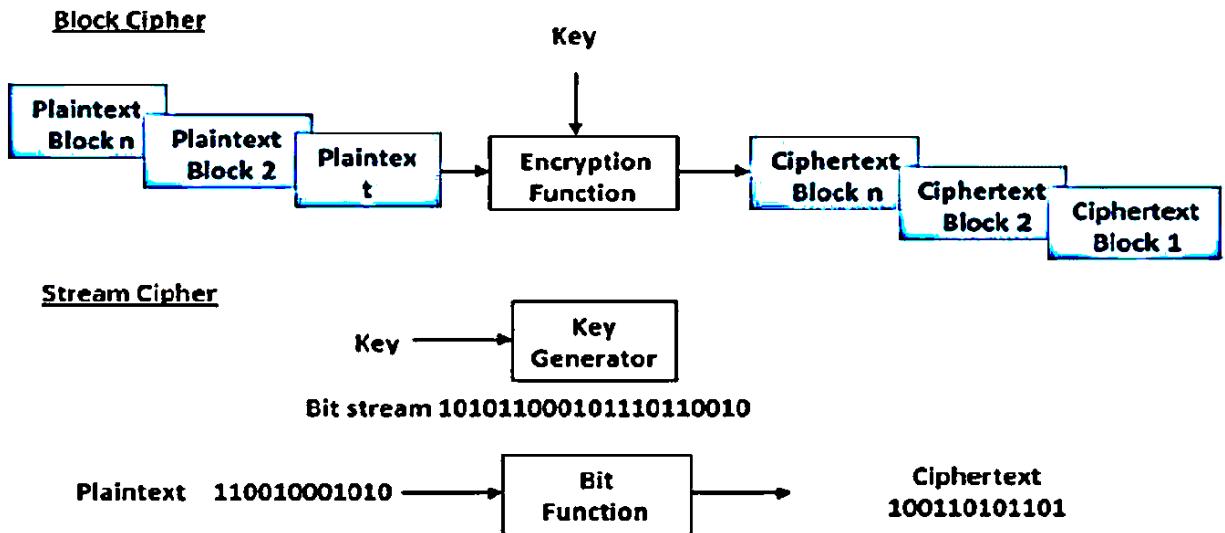 Block Cipher
Key
Plaintext
Block n
Plaintext
Block 2
Plaintex
t
Encryption
Function
Ciphertext
Block n
Ciphertext
Block 2
Ciphertext
Block 1
Stream Cipher
Key
Key
Generator
Bit stream 101011000101110110010
Plaintext 110010001010
Bit
Function
Ciphertext
100110101101